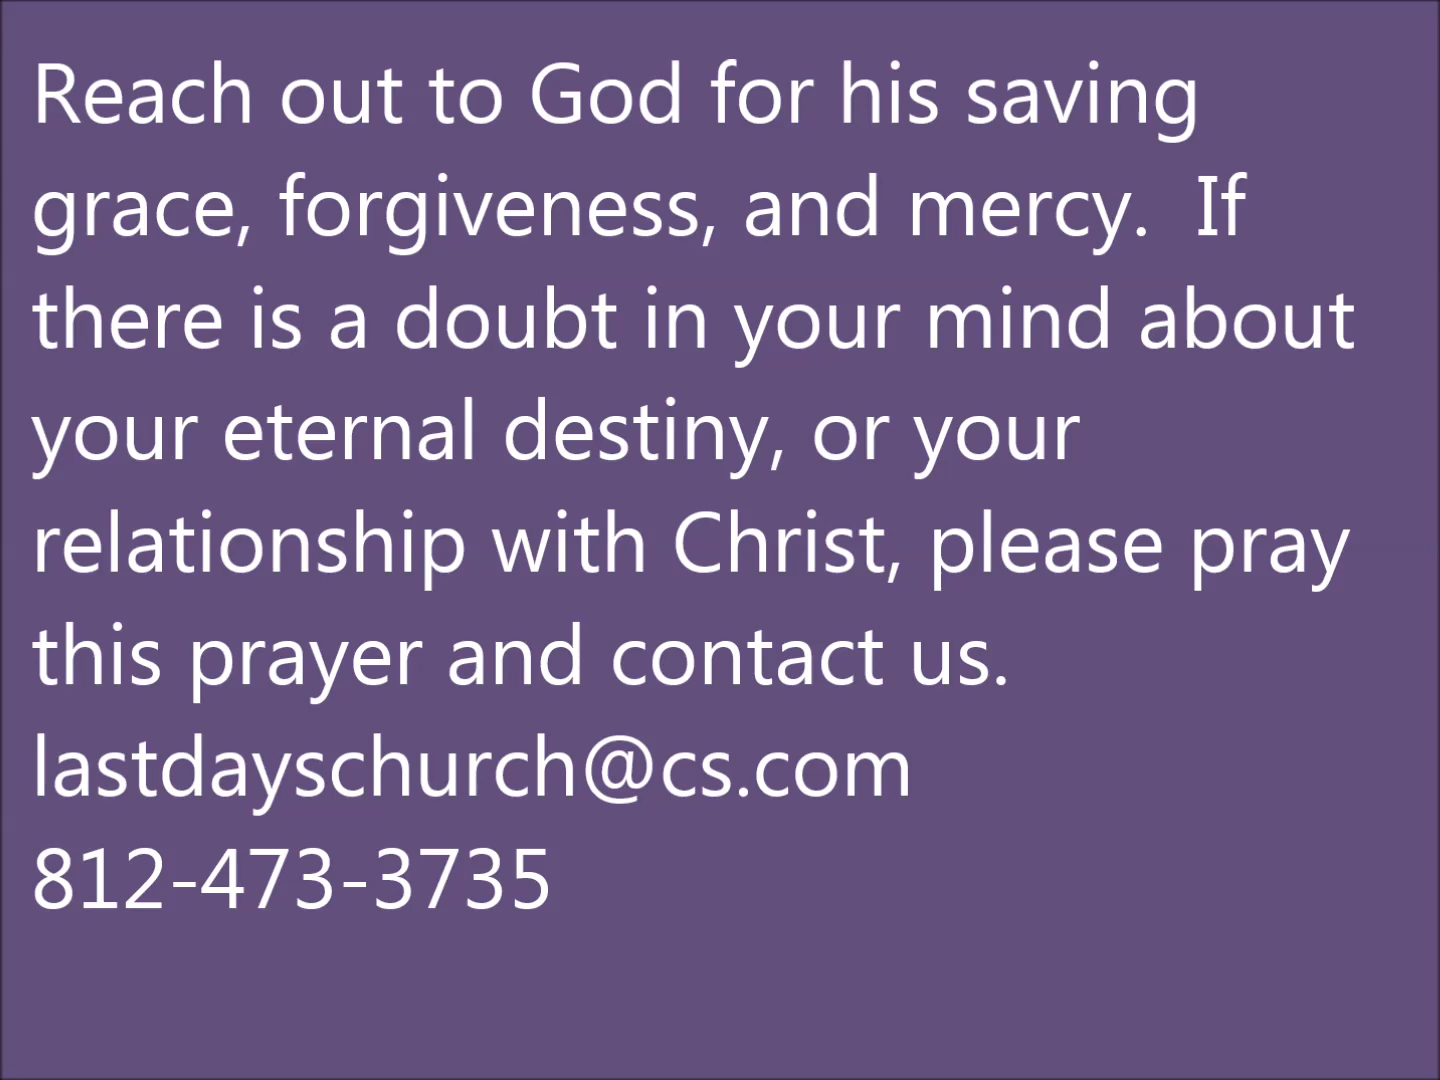 Reach out to God for his saving
grace, forgiveness, and mercy.  If
there is a doubt in your mind about
your eternal destiny, or your
relationship with Christ, please pray
this prayer and contact us.
lastdayschurch@cs.com
812-473-3735